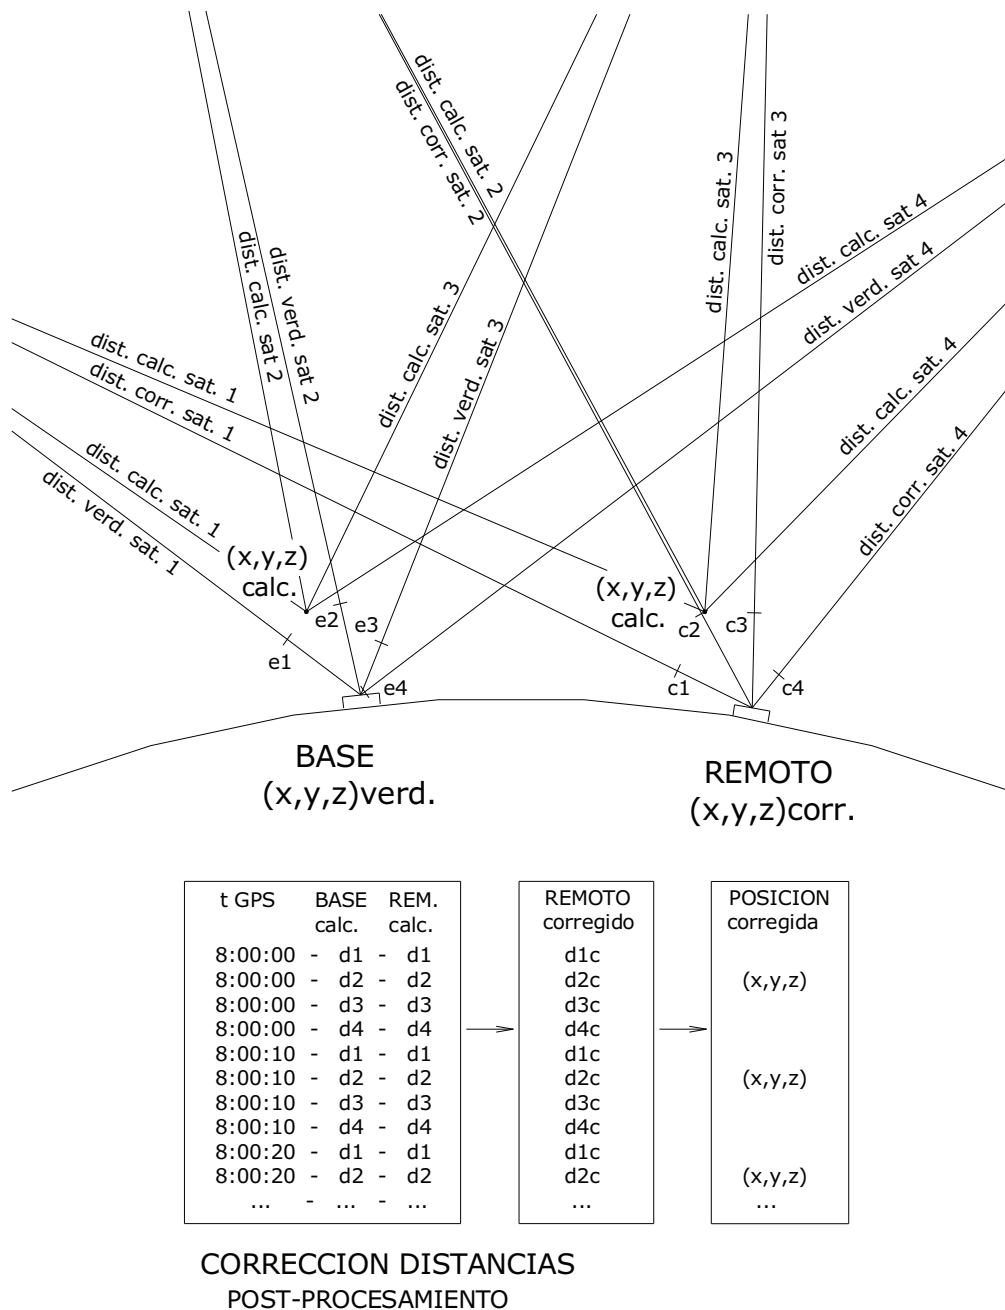 dist. calc. sat 2
dist. verd. sat 2
dist. calc. sat. 2
dist. corr. sat. 2
dist. calc. sat. 3
dist. verd. sat 3
dist. calc. sat. 3
dist. corr. sat 3
dist. calc. sat 4
dist. verd. sat 4
dist. calc. sat. 4
dist. corr. sat. 4
dist. calc. sat. 1
dist. corr. sat. 1
dist. calc. sat. 1
dist. verd. sat. 1
(x,y,z)
calc.
(x,y,z)
calc.
e1
e2
e3
e4
c1
c2
c3
c4
BASE
(x,y,z)verd.
REMOTO
(x,y,z)corr.
t GPS BASE REM.
calc. calc.
8:00:00 - d1 - d1
8:00:00 - d2 - d2
8:00:00 - d3 - d3
8:00:00 - d4 - d4
8:00:10 - d1 - d1
8:00:10 - d2 - d2
8:00:10 - d3 - d3
8:00:10 - d4 - d4
8:00:20 - d1 - d1
8:00:20 - d2 - d2
... - ... - ...
REMOTO
corregido
d1c
d2c
d3c
d4c
d1c
d2c
d3c
d4c
d1c
d2c
...
POSICION
corregida
(x,y,z)
(x,y,z)
(x,y,z)
...
CORRECCION DISTANCIAS
POST-PROCESAMIENTO